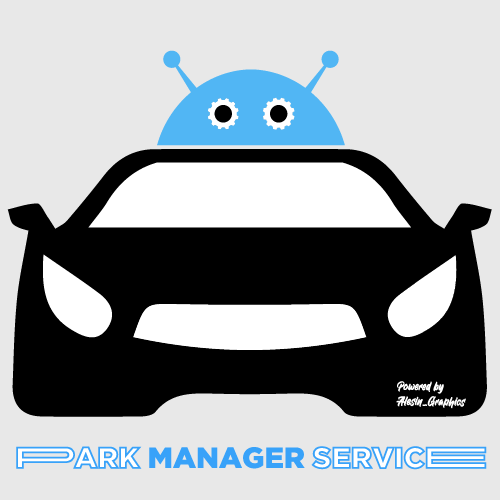 Powered by
Alesin_Graphics
PARK MANAGER SERVICE